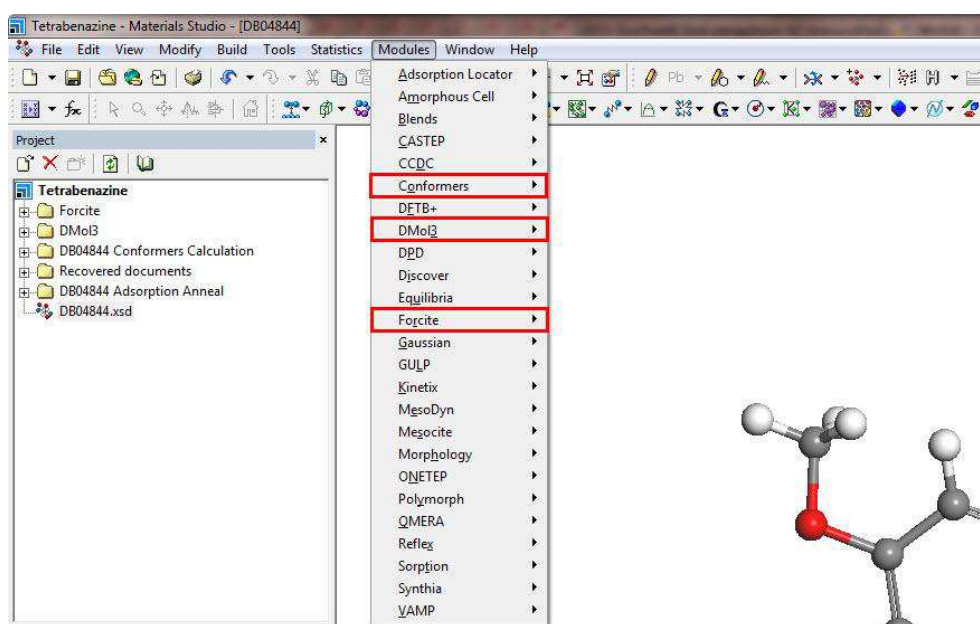 Tetrabenazine - Materials Studio - [DB04844]
File Edit View Modify Build Tools Statistics Modules Window Help
Pb
fx
Project
Tetrabenazine
Forcite
DMol3
DB04844 Conformers Calculation
Recovered documents
DB04844 Adsorption Anneal
DB04844.xsd
Adsorption Locator
Amorphous Cell
Blends
CASTEP
CCDC
Conformers
DFTB+
DMol3
DPD
Discover
Equilibria
Forcite
Gaussian
GULP
Kinetix
MesoDyn
Mesocite
Morphology
ONETEP
Polymorph
QMERA
Reflex
Sorption
Synthia
VAMP